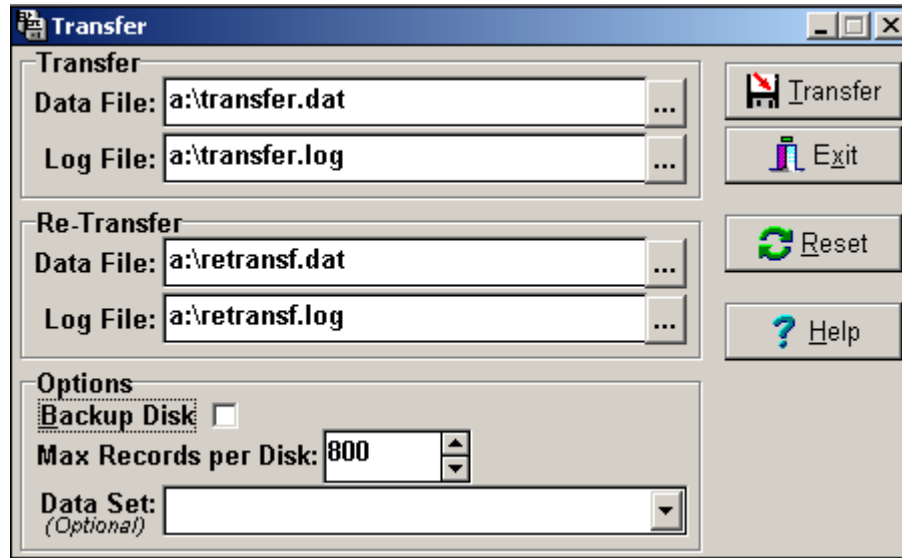 Transfer
Transfer
Data File: a:\transfer.dat ...
Log File: a:\transfer.log ...
Re-Transfer
Data File: a:\retransf.dat ...
Log File: a:\retransf.log ...
Options
Backup Disk
Max Records per Disk: 800
Data Set:
(Optional)
Transfer
Exit
Reset
? Help